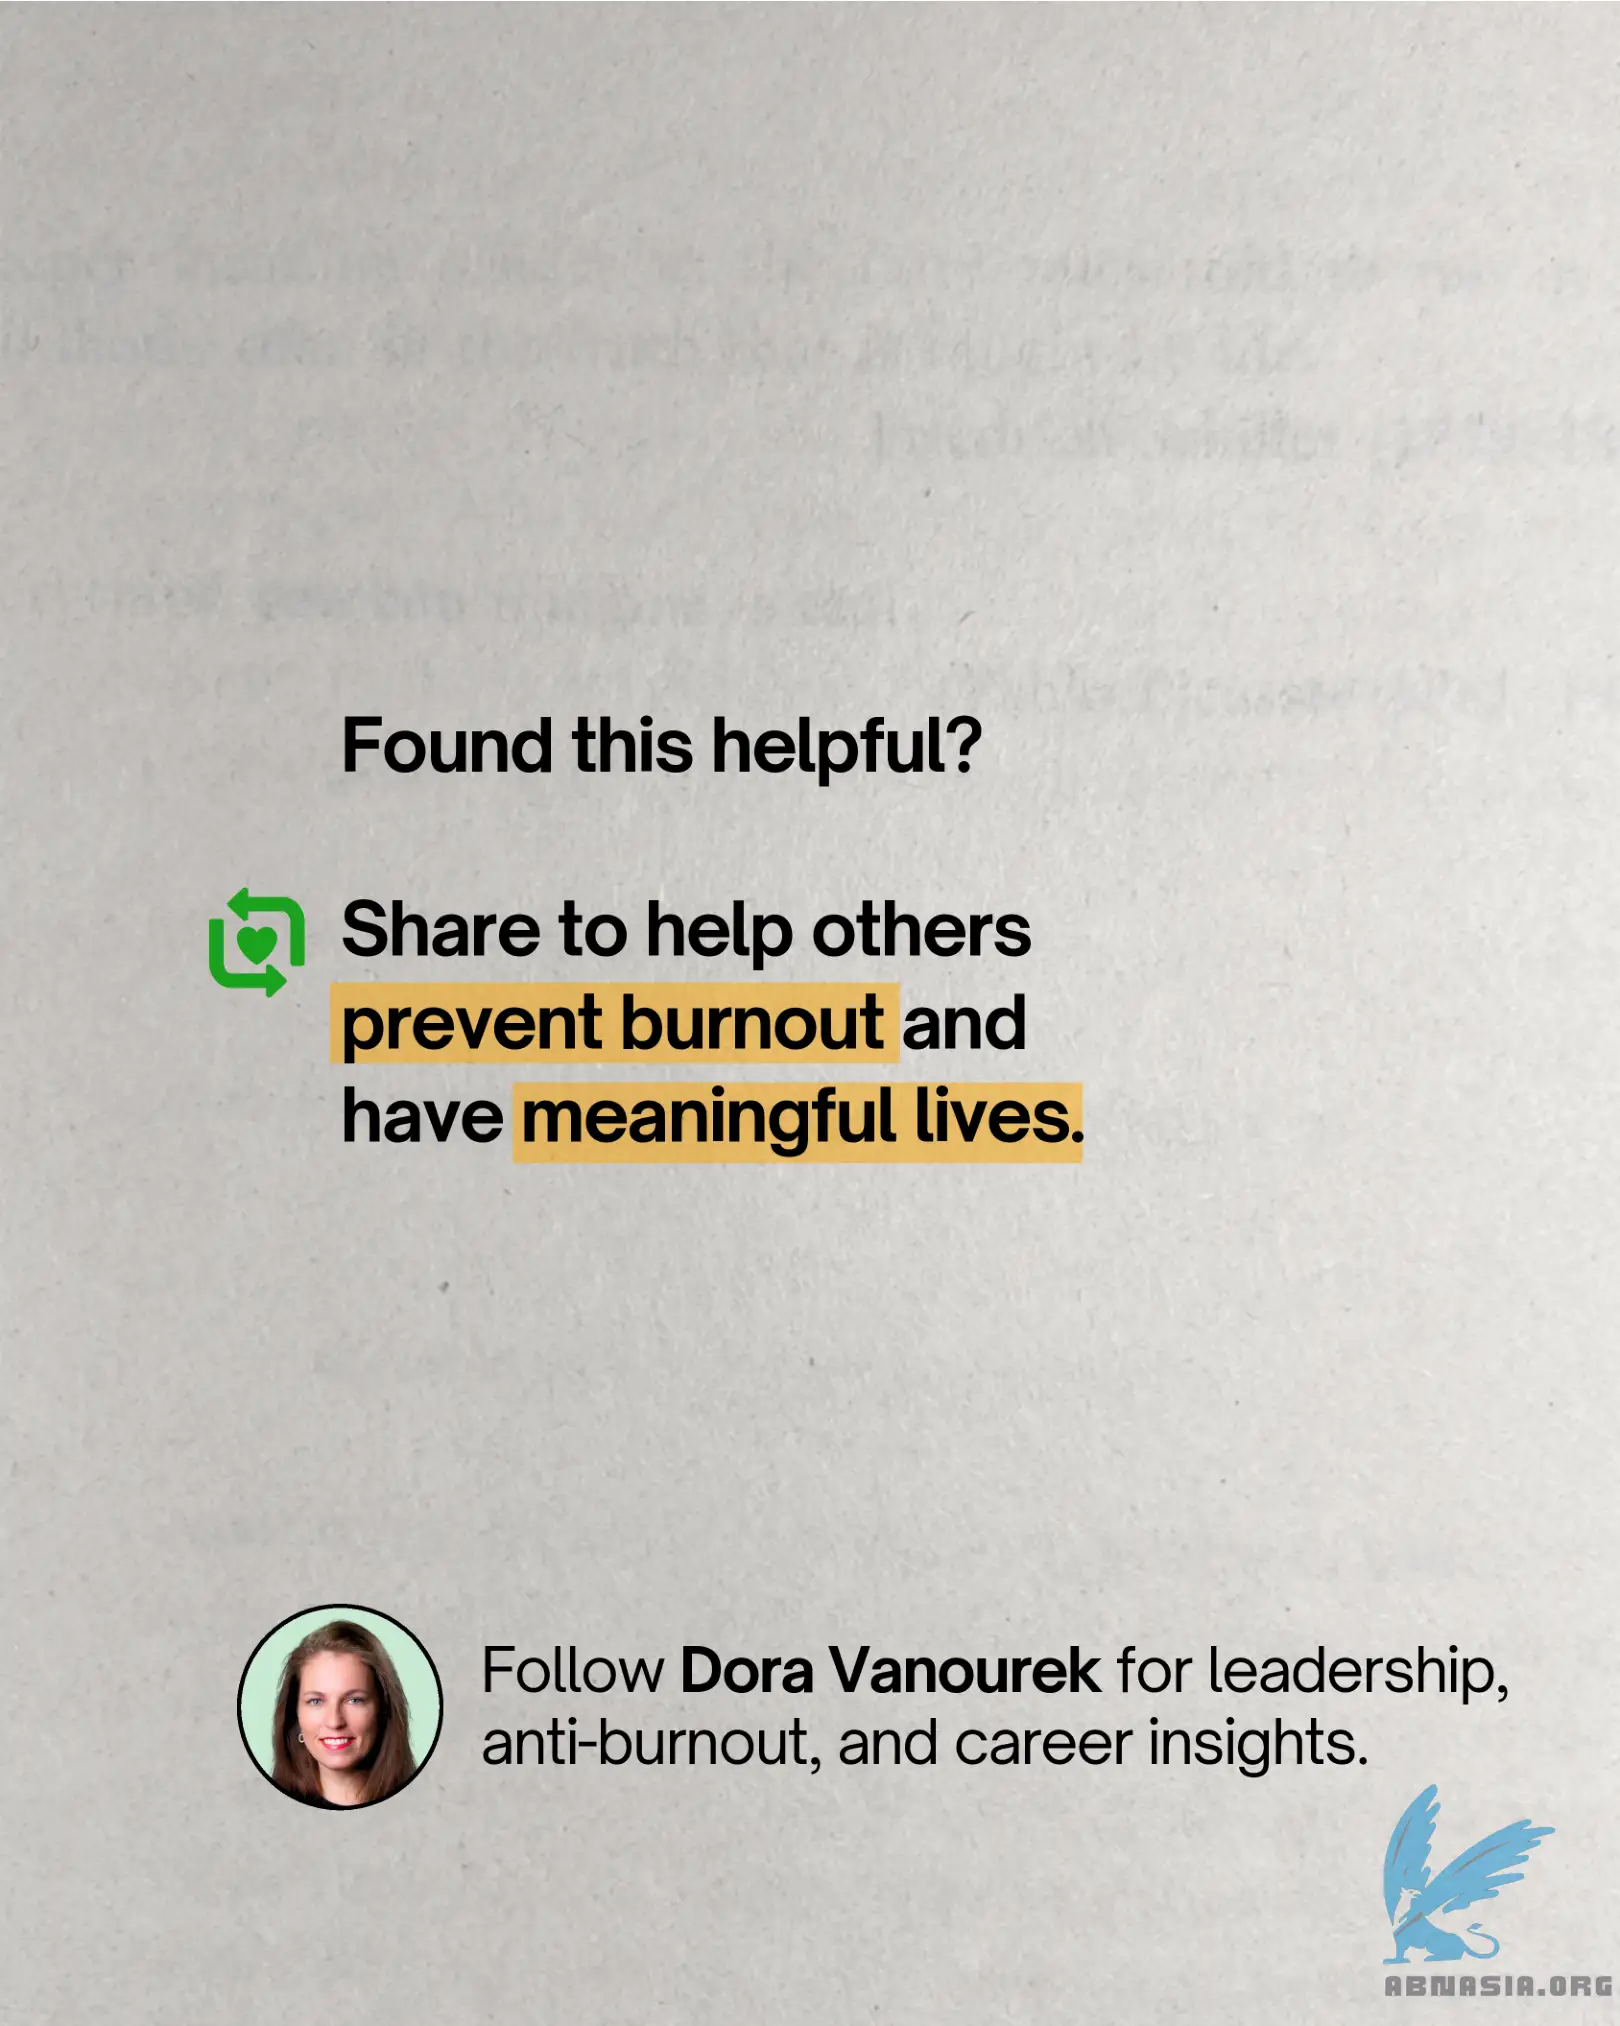 Found this helpful?
Share to help others
prevent burnout and
have meaningful lives.
Follow Dora Vanourek for leadership,
anti-burnout, and career insights.
ABNASIA.ORG